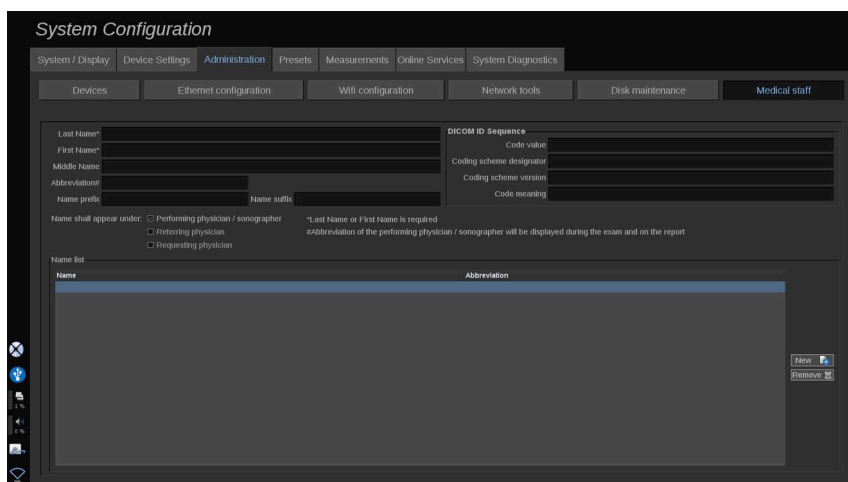 System Configuration
System / Display Device Settings Administration Presets Measurements Online Services System Diagnostics
Devices Ethernet configuration Wifi configuration Network tools Disk maintenance Medical staff
Last Name*
First Name*
Middle Name
Abbreviation#
Name prefix Name suffix
DICOM ID Sequence
Code value
Coding scheme designator
Coding scheme version
Code meaning
Name shall appear under: Performing physician / sonographer
Referring physician
Requesting physician
*Last Name or First Name is required
#Abbreviation of the performing physician / sonographer will be displayed during the exam and on the report
Name list
Name Abbreviation
New
Remove
1 %
0 %